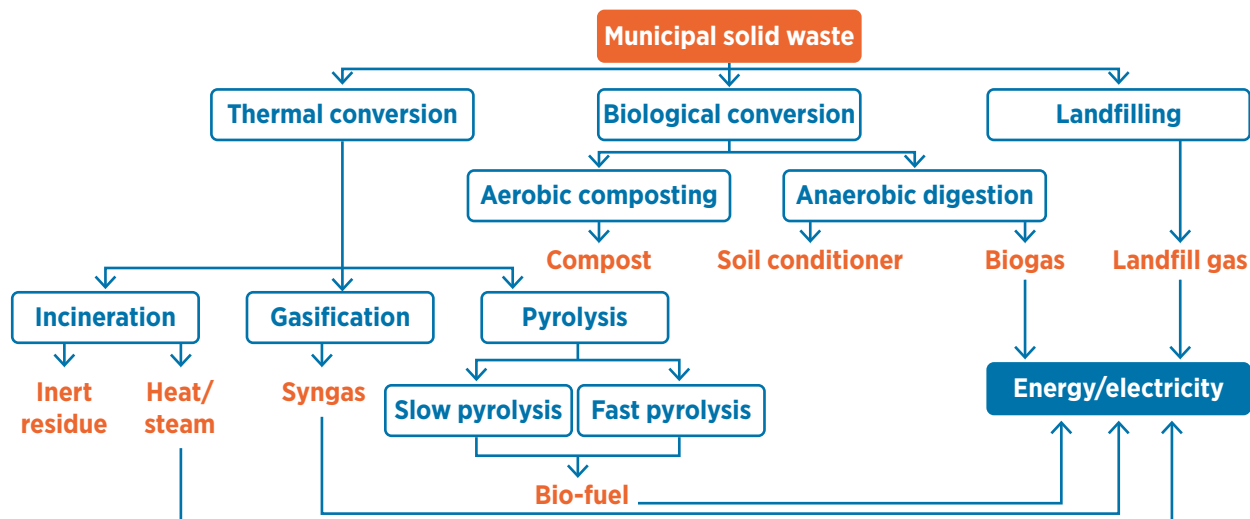 Municipal solid waste
Thermal conversion
Biological conversion
Landfilling
Aerobic composting
Anaerobic digestion
Compost
Soil conditioner
Biogas
Landfill gas
Incineration
Gasification
Pyrolysis
Inert
residue
Heat/
steam
Syngas
Slow pyrolysis
Fast pyrolysis
Energy/electricity
Bio-fuel